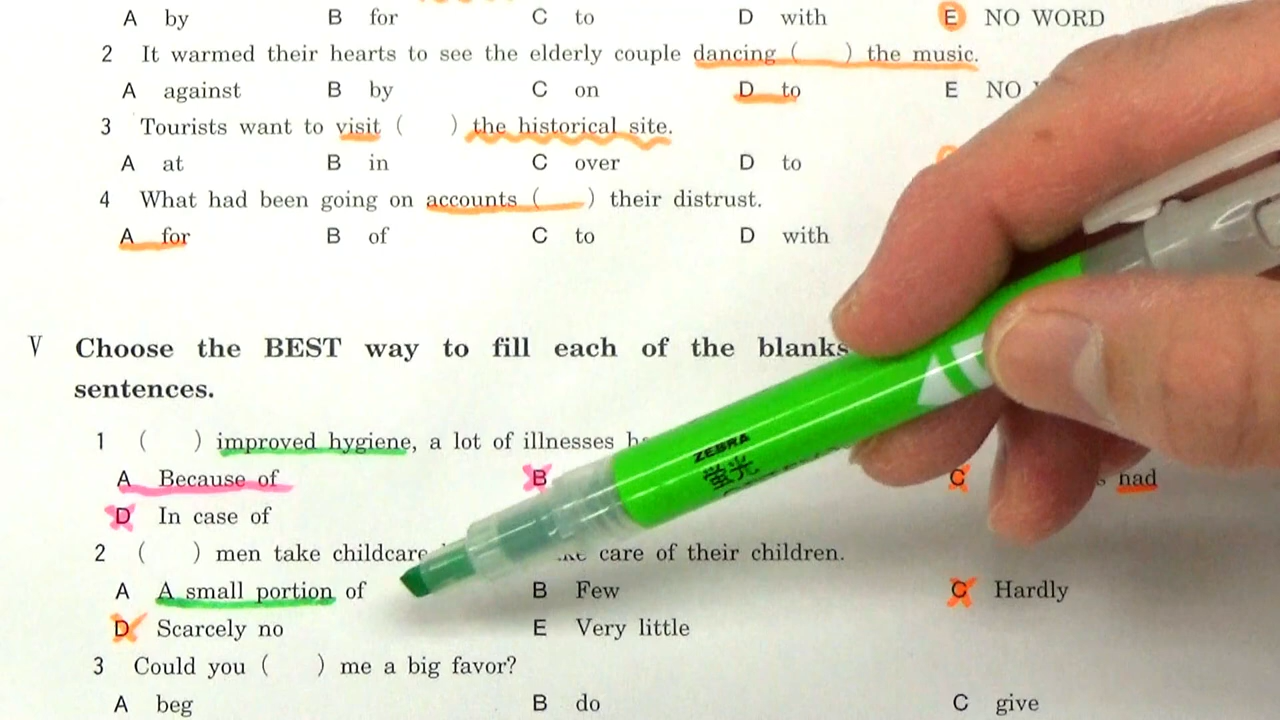 A by B for C to D with E NO WORD
2 It warmed their hearts to see the elderly couple dancing ( ) the music.
A against B by C on D to E NO
3 Tourists want to visit ( ) the historical site.
A at B in C over D to
4 What had been going on accounts ( ) their distrust.
A for B of C to D with
V Choose the BEST way to fill each of the blanks
sentences.
1 ( ) improved hygiene, a lot of illnesses
A Because of B C had
D In case of
2 ( ) men take childcare care of their children.
A A small portion of B Few C Hardly
D Scarcely no E Very little
3 Could you ( ) me a big favor?
A beg B do C give
ZEBRA
蛍光